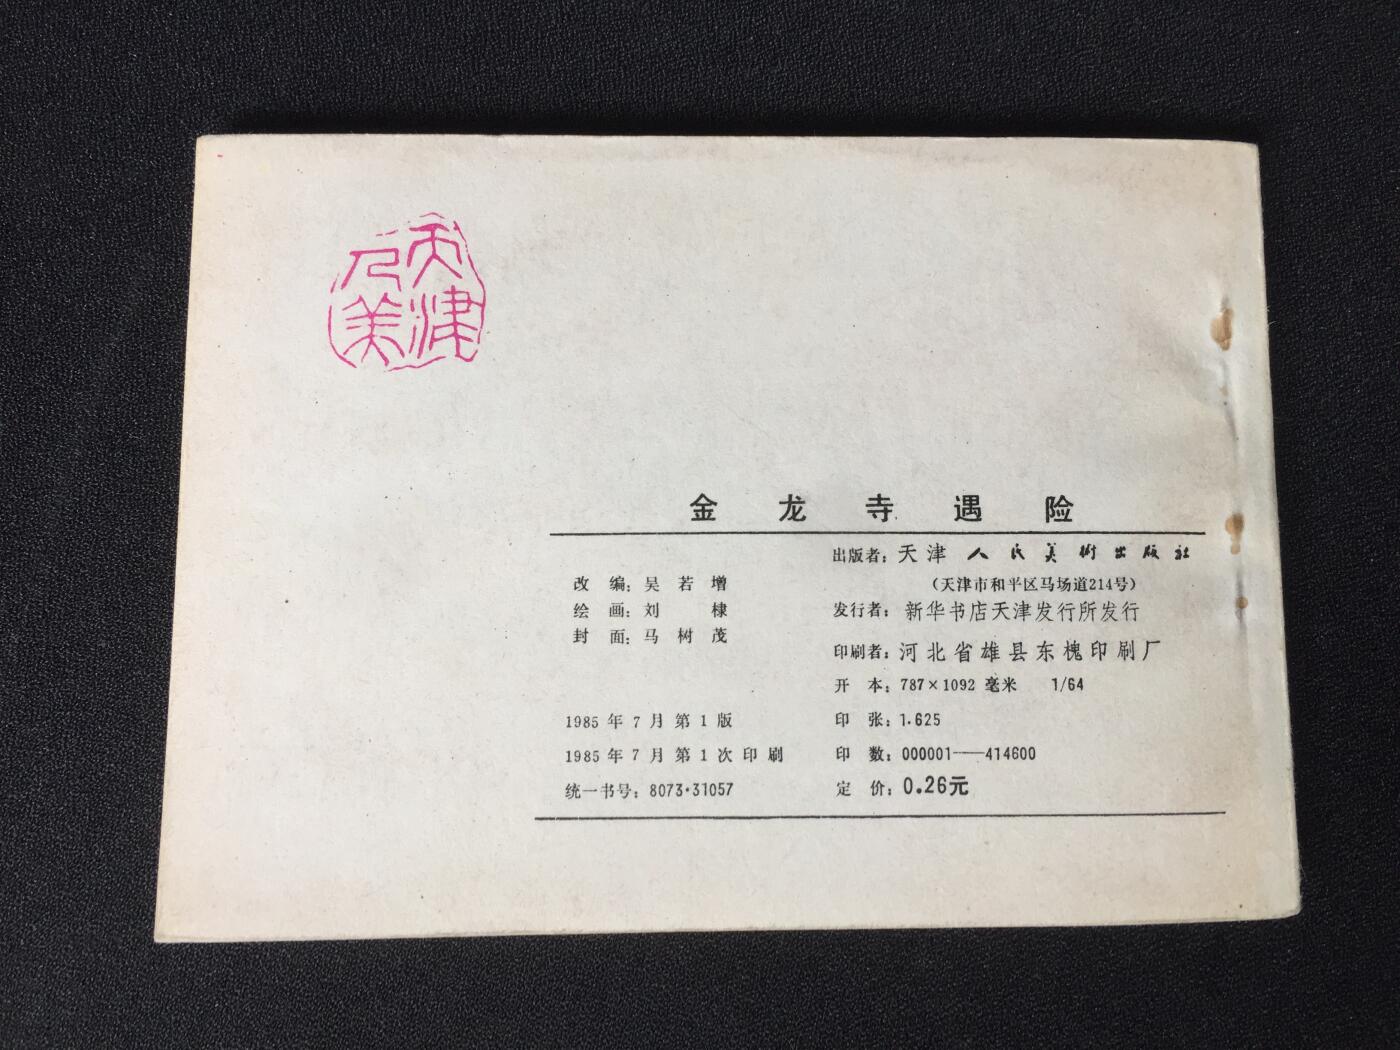 天津人美
金龙寺遇险
改编：吴若增
绘画：刘棣
封面：马树茂
1985年7月第1版
1985年7月第1次印刷
统一书号：8073·31057
出版者：天津人民美術出版社
（天津市和平区马场道214号）
发行者：新华书店天津发行所发行
印刷者：河北省雄县东槐印刷厂
开本：787×1092 毫米 1/64
印张：1.625
印数：000001——414600
定价：0.26元